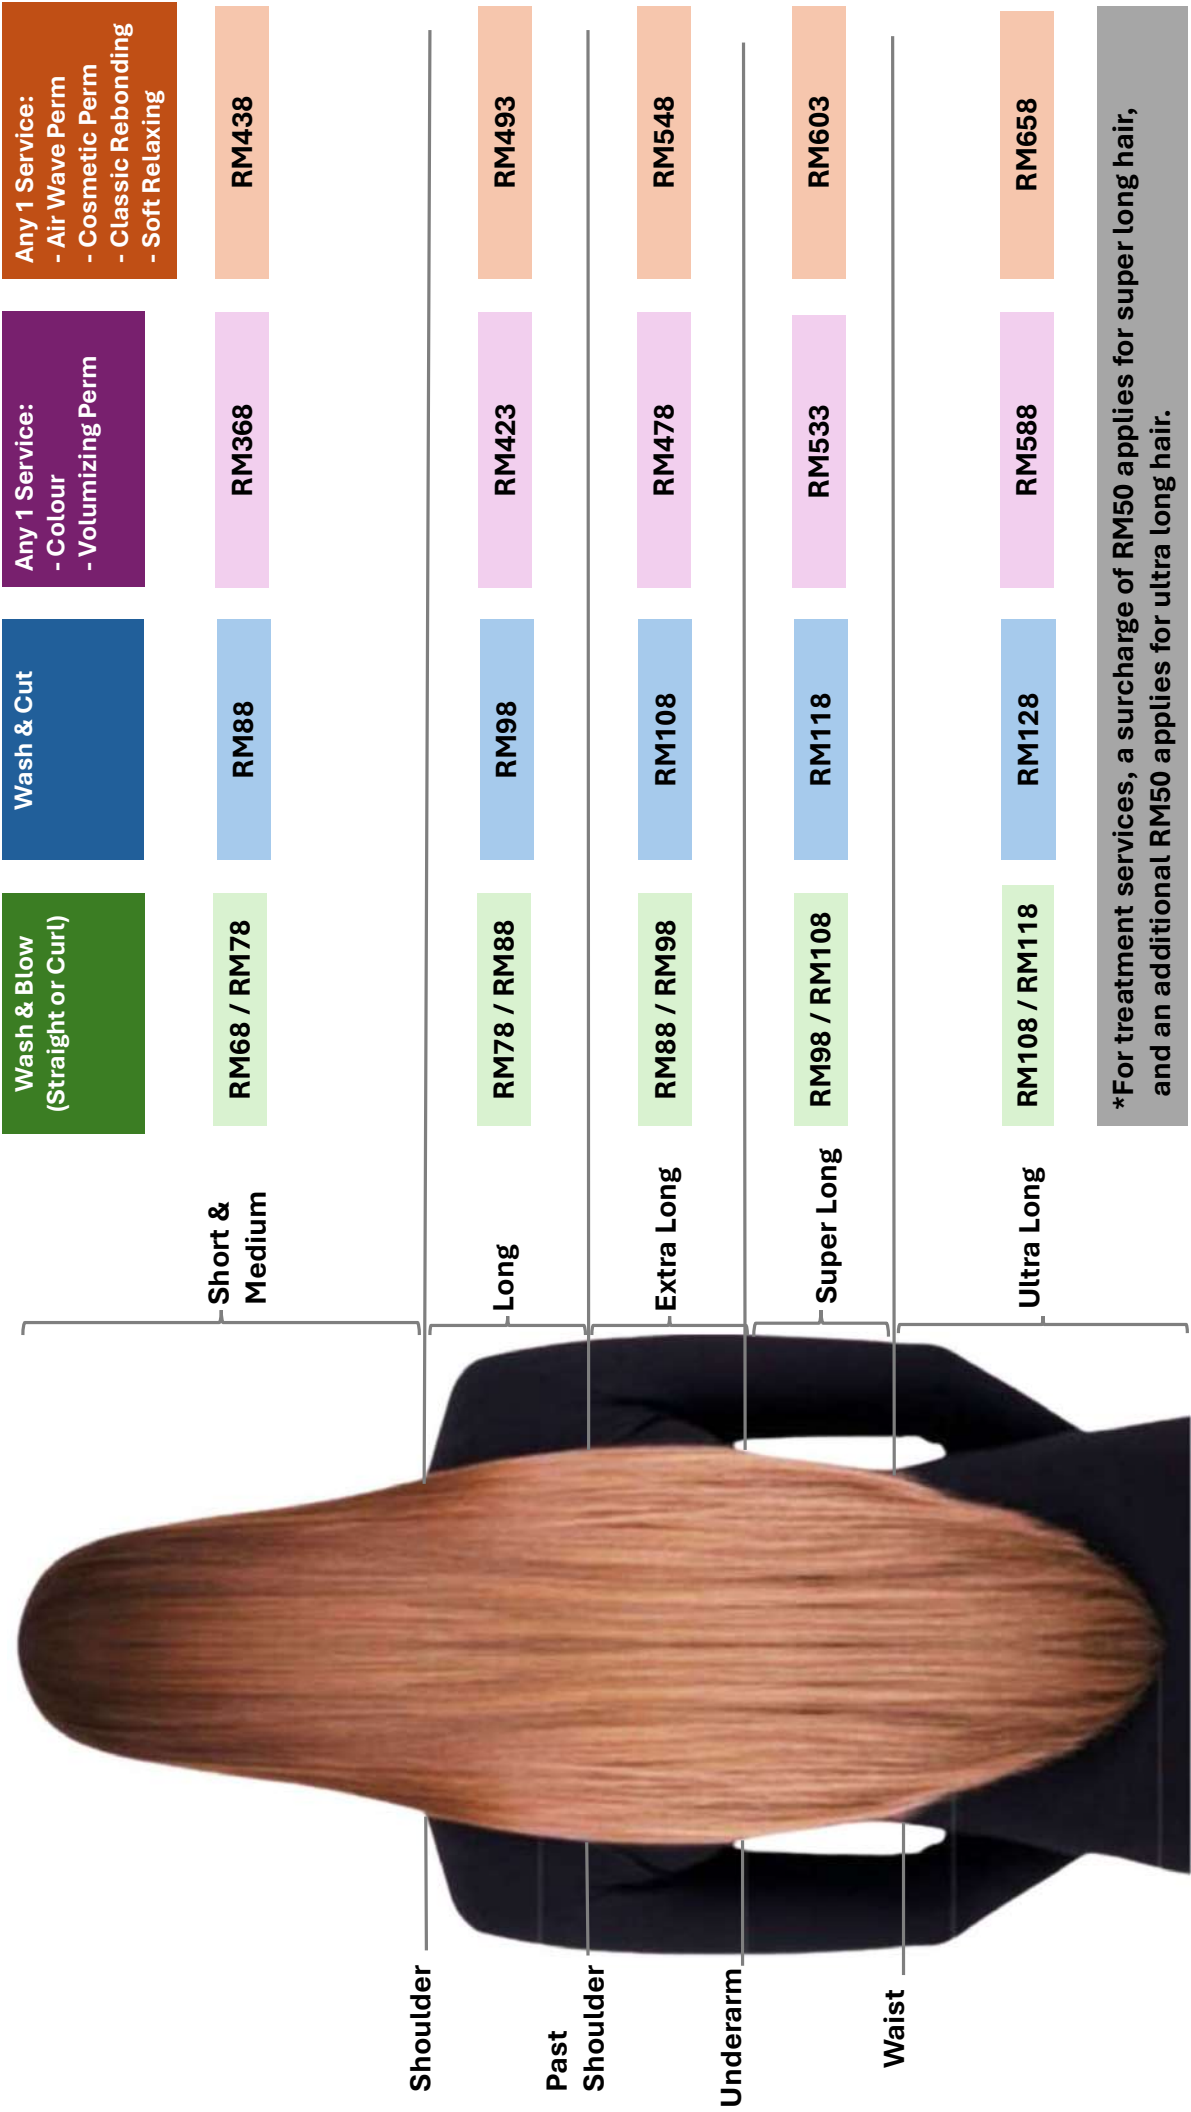 Wash & Blow
(Straight or Curl)
Wash & Cut
Any 1 Service:
- Colour
- Volumizing Perm
Any 1 Service:
- Air Wave Perm
- Cosmetic Perm
- Classic Rebonding
- Soft Relaxing
Short &
Medium
RM68 / RM78
RM88
RM368
RM438
Shoulder
Long
RM78 / RM88
RM98
RM423
RM493
Past
Shoulder
Extra Long
RM88 / RM98
RM108
RM478
RM548
Underarm
Super Long
RM98 / RM108
RM118
RM533
RM603
Waist
Ultra Long
RM108 / RM118
RM128
RM588
RM658
*For treatment services, a surcharge of RM50 applies for super long hair,
and an additional RM50 applies for ultra long hair.